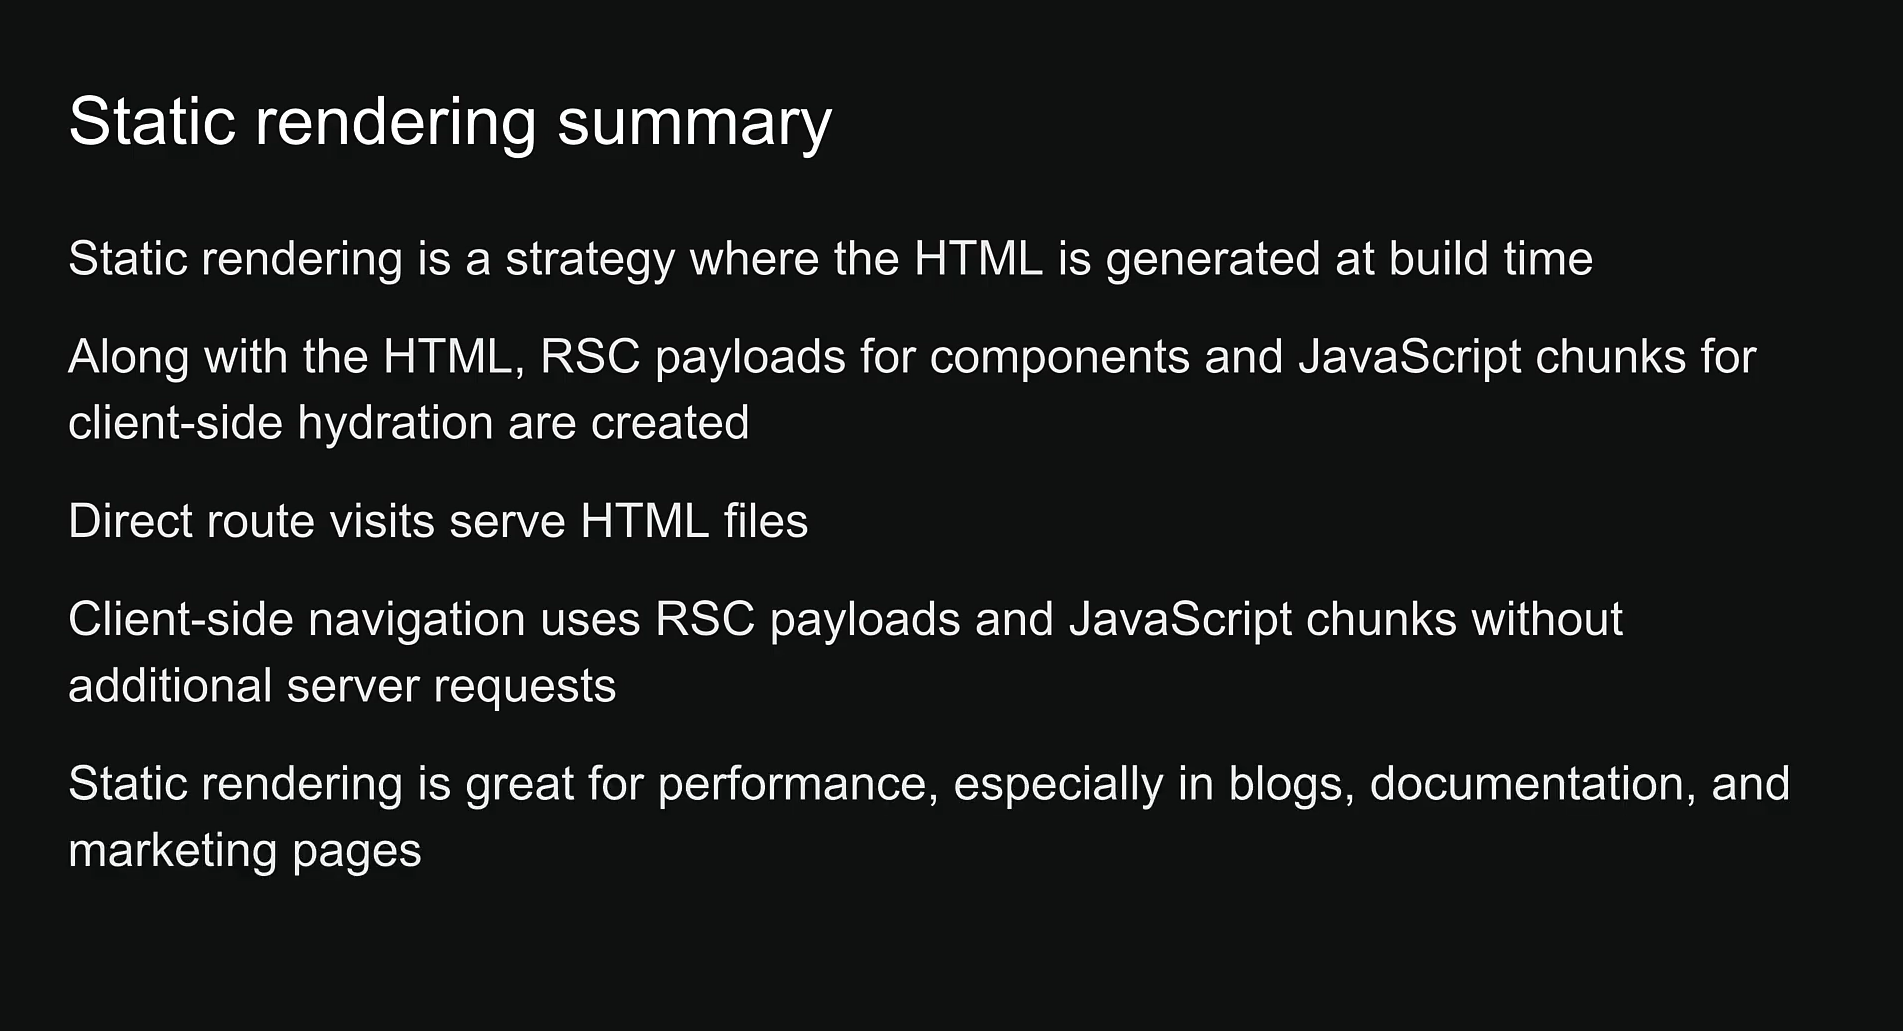 Static rendering summary
Static rendering is a strategy where the HTML is generated at build time
Along with the HTML, RSC payloads for components and JavaScript chunks for
client-side hydration are created
Direct route visits serve HTML files
Client-side navigation uses RSC payloads and JavaScript chunks without
additional server requests
Static rendering is great for performance, especially in blogs, documentation, and
marketing pages